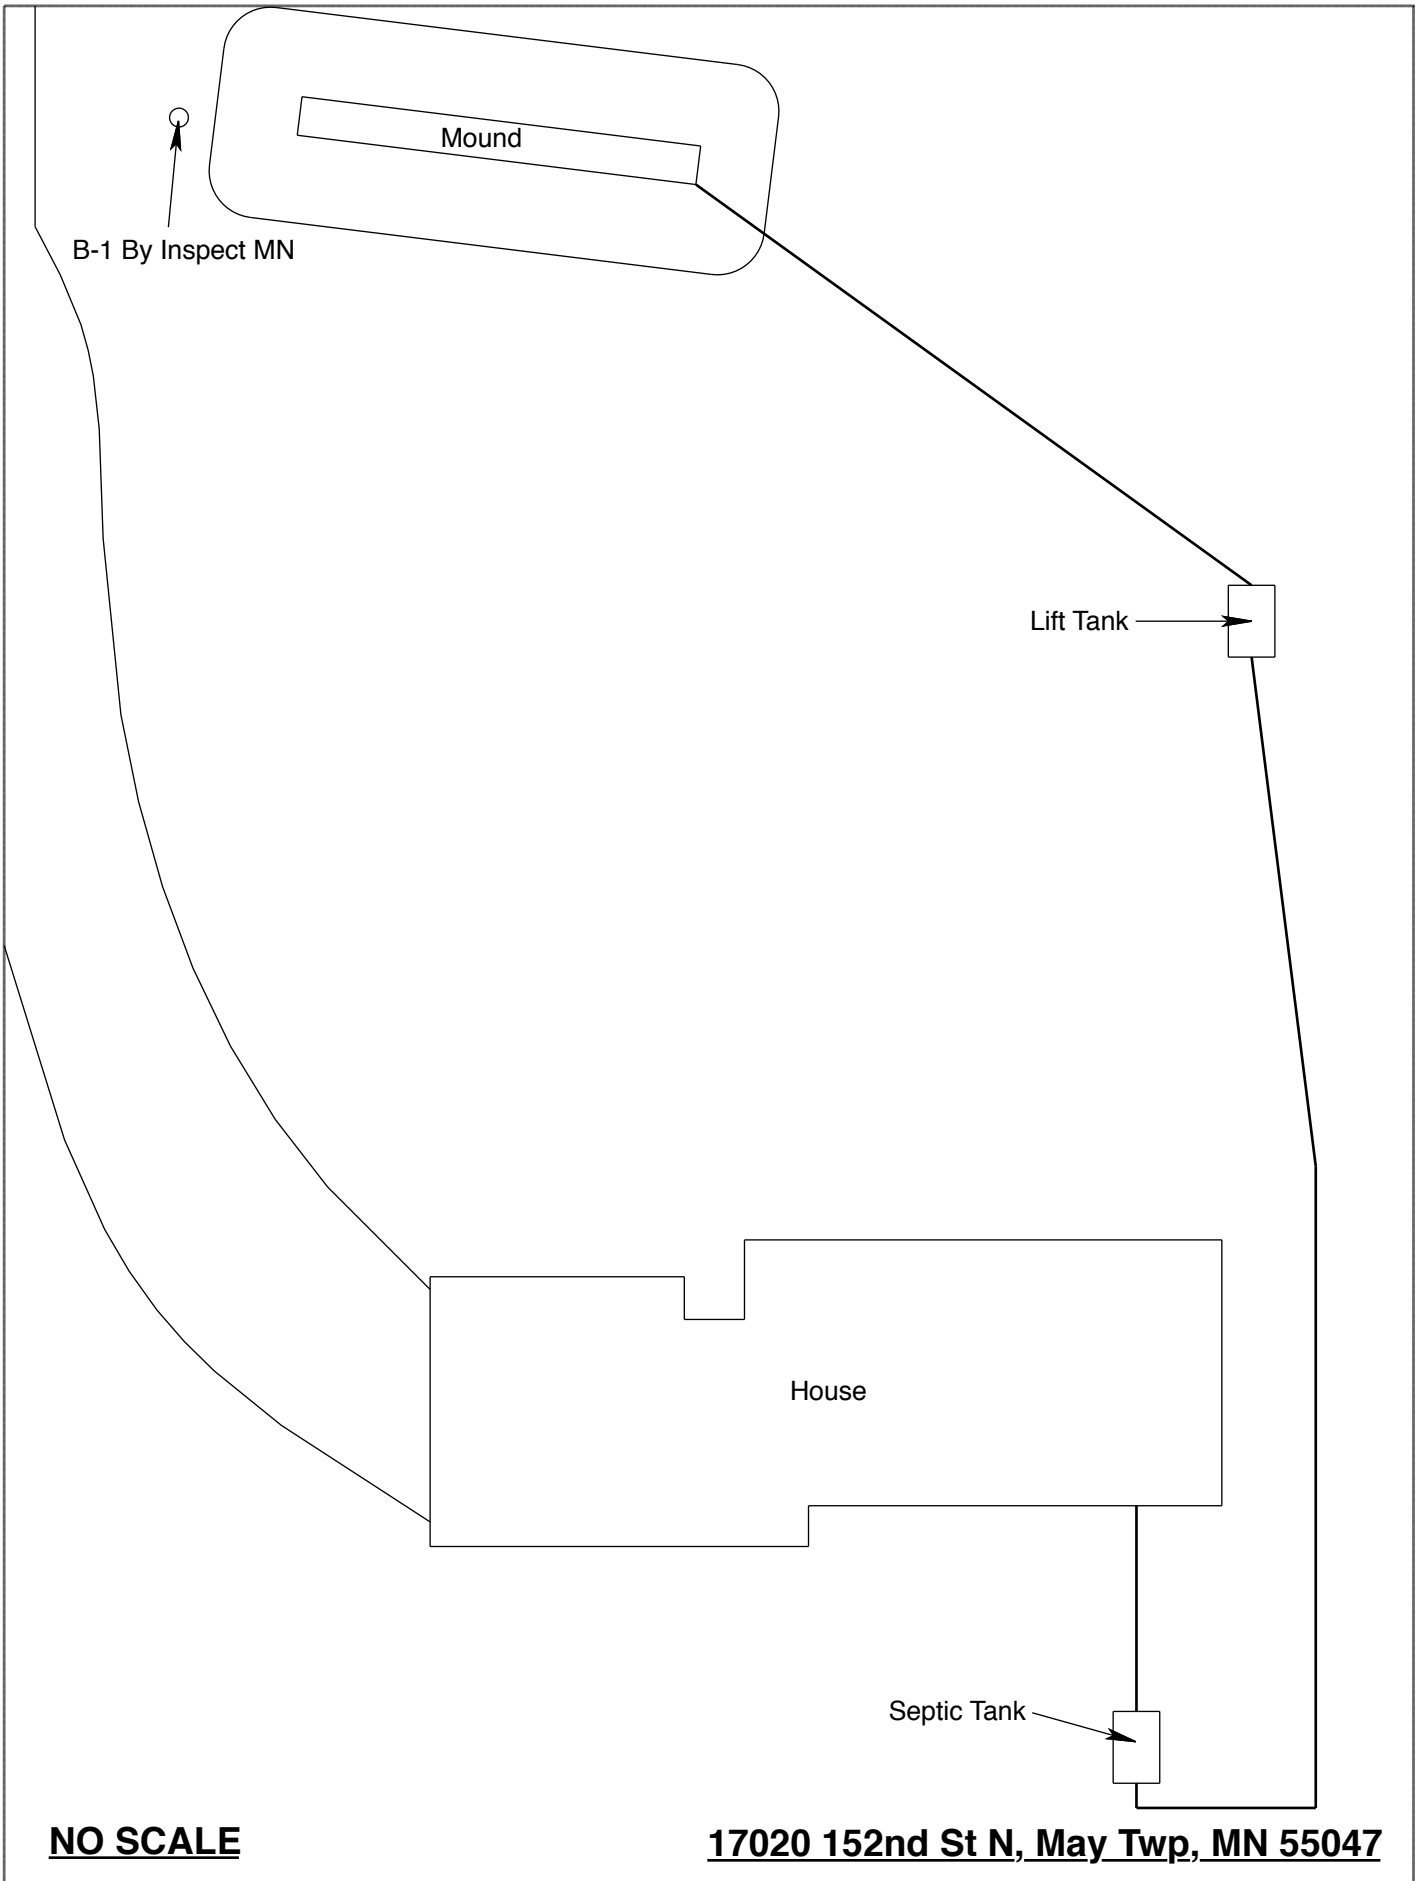 Mound
B-1 By Inspect MN
Lift Tank
House
Septic Tank
NO SCALE
17020 152nd St N, May Twp, MN 55047